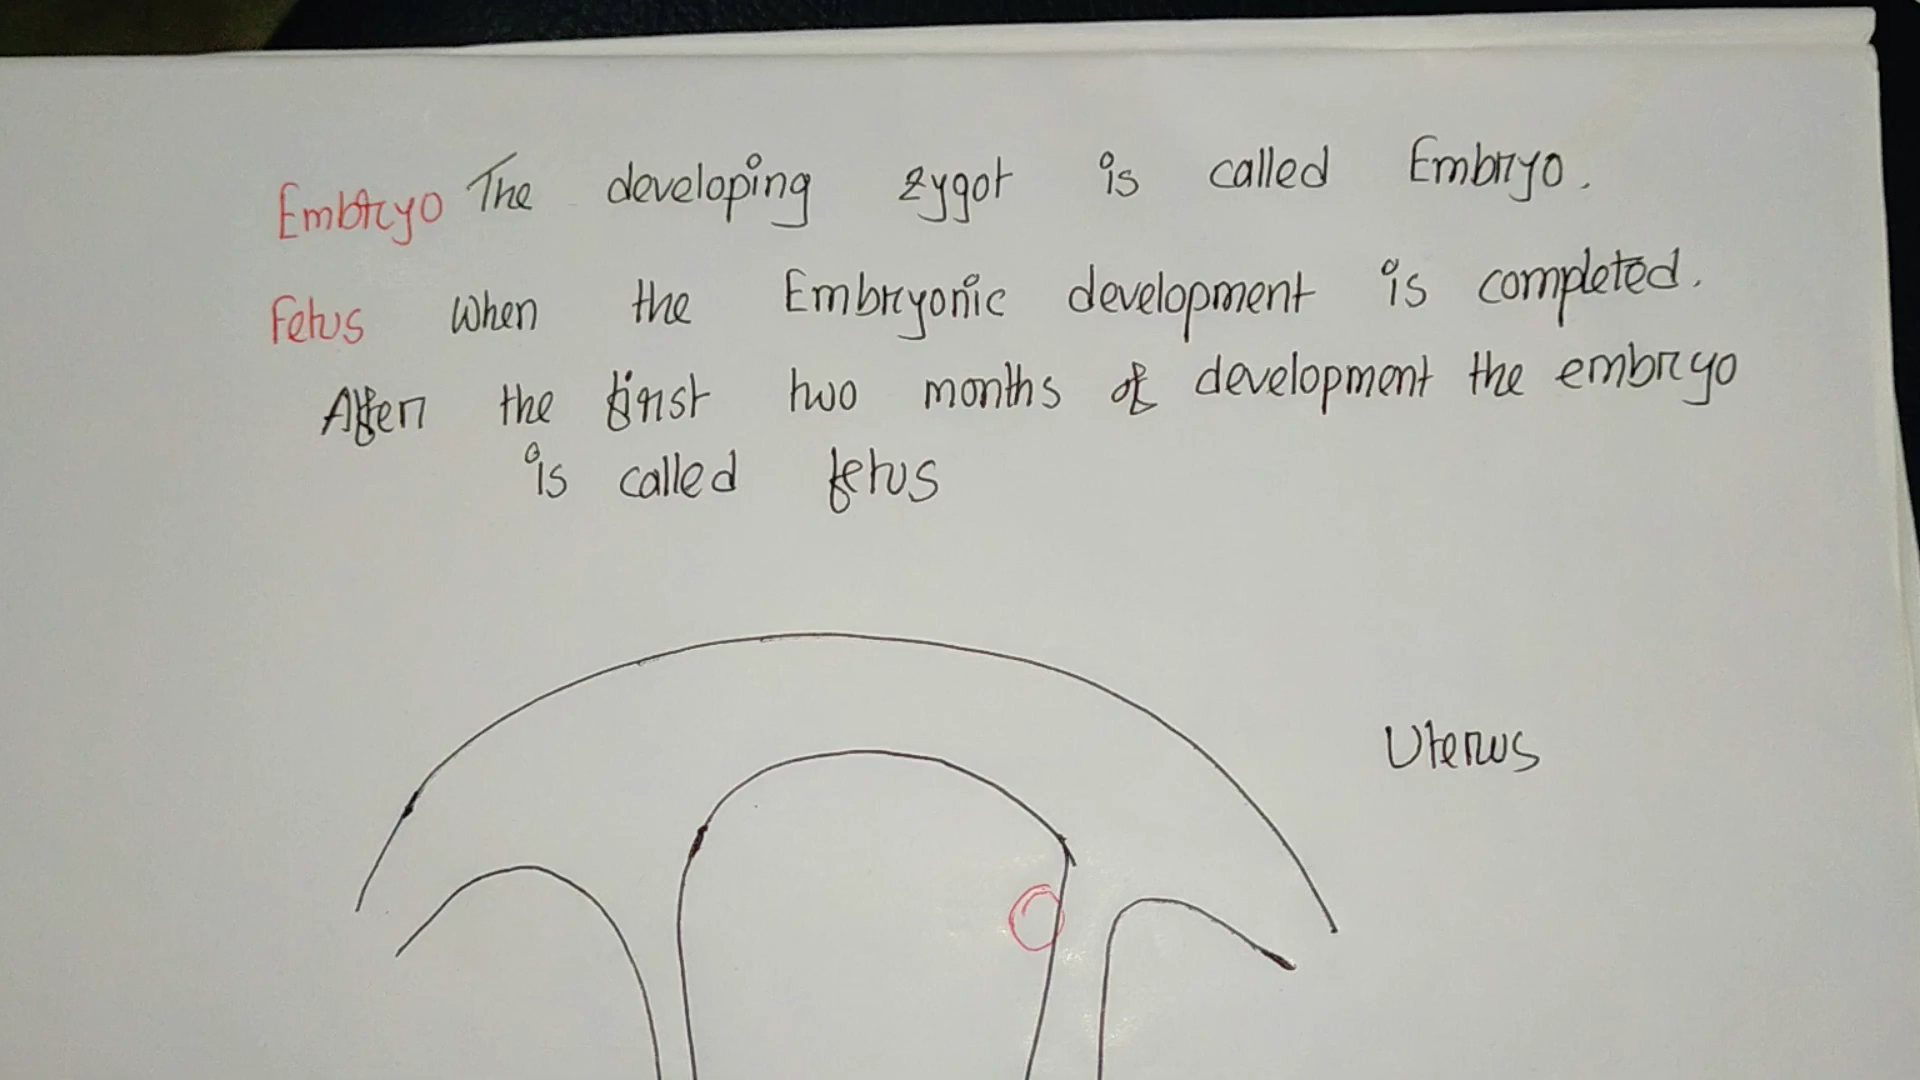 Embryo The developing zygot is called Embryo.
Fetus When the Embryonic development is completed.
After the first two months of development the embryo
is called fetus
Uterus